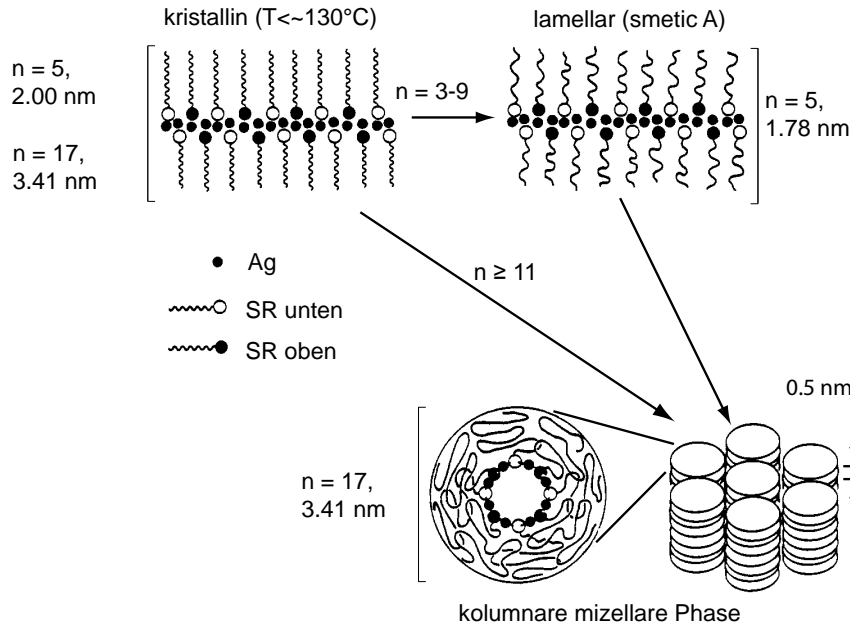 kristallin (T<~130°C)
lamellar (smetic A)
n = 5,
2.00 nm
n = 17,
3.41 nm
n = 3-9
n = 5,
1.78 nm
n ≥ 11
Ag
SR unten
SR oben
0.5 nm
n = 17,
3.41 nm
kolumnare mizellare Phase